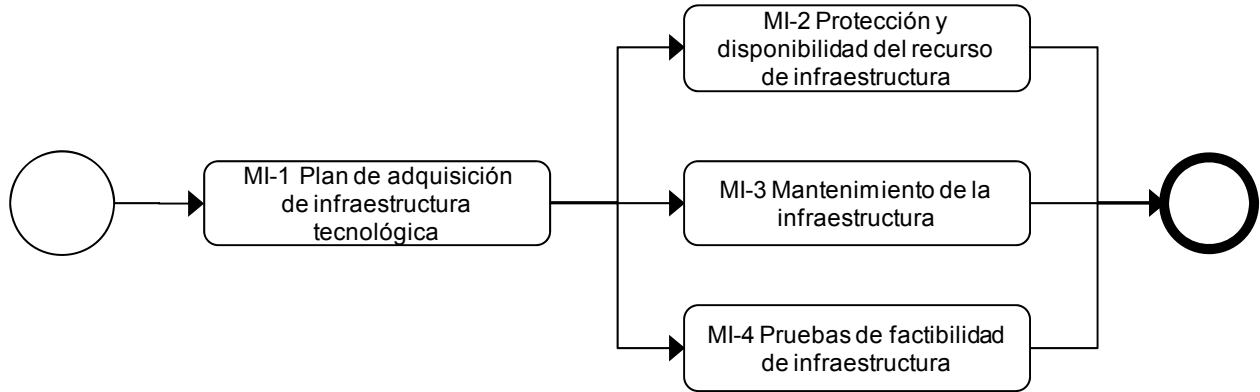 MI-2 Protección y
disponibilidad del recurso
de infraestructura
MI-1 Plan de adquisición
de infraestructura
tecnológica
MI-3 Mantenimiento de la
infraestructura
MI-4 Pruebas de factibilidad
de infraestructura